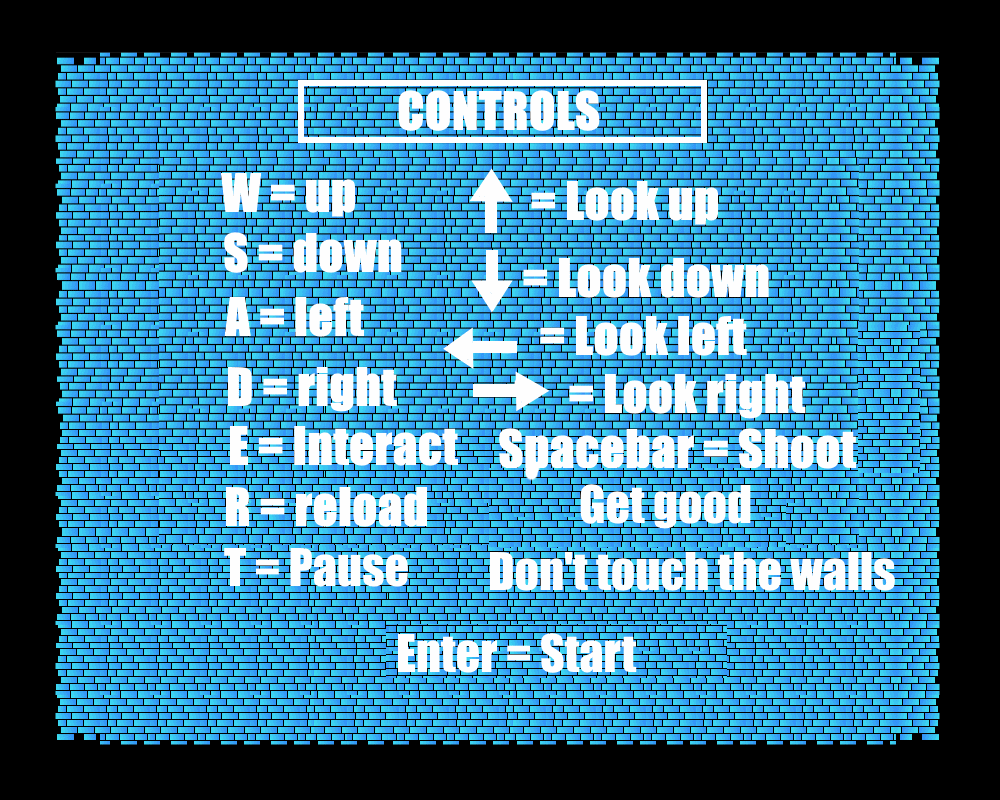 CONTROLS
W = up
S = down
A = left
D = right
E = Interact
R = reload
T = Pause
= Look up
= Look down
= Look left
= Look right
Spacebar = Shoot
Get good
Don't touch the walls
Enter = Start